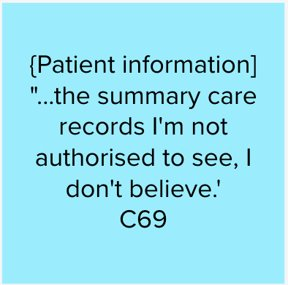 {Patient information]
"...the summary care
records I'm not
authorised to see, I
don't believe.'
C69